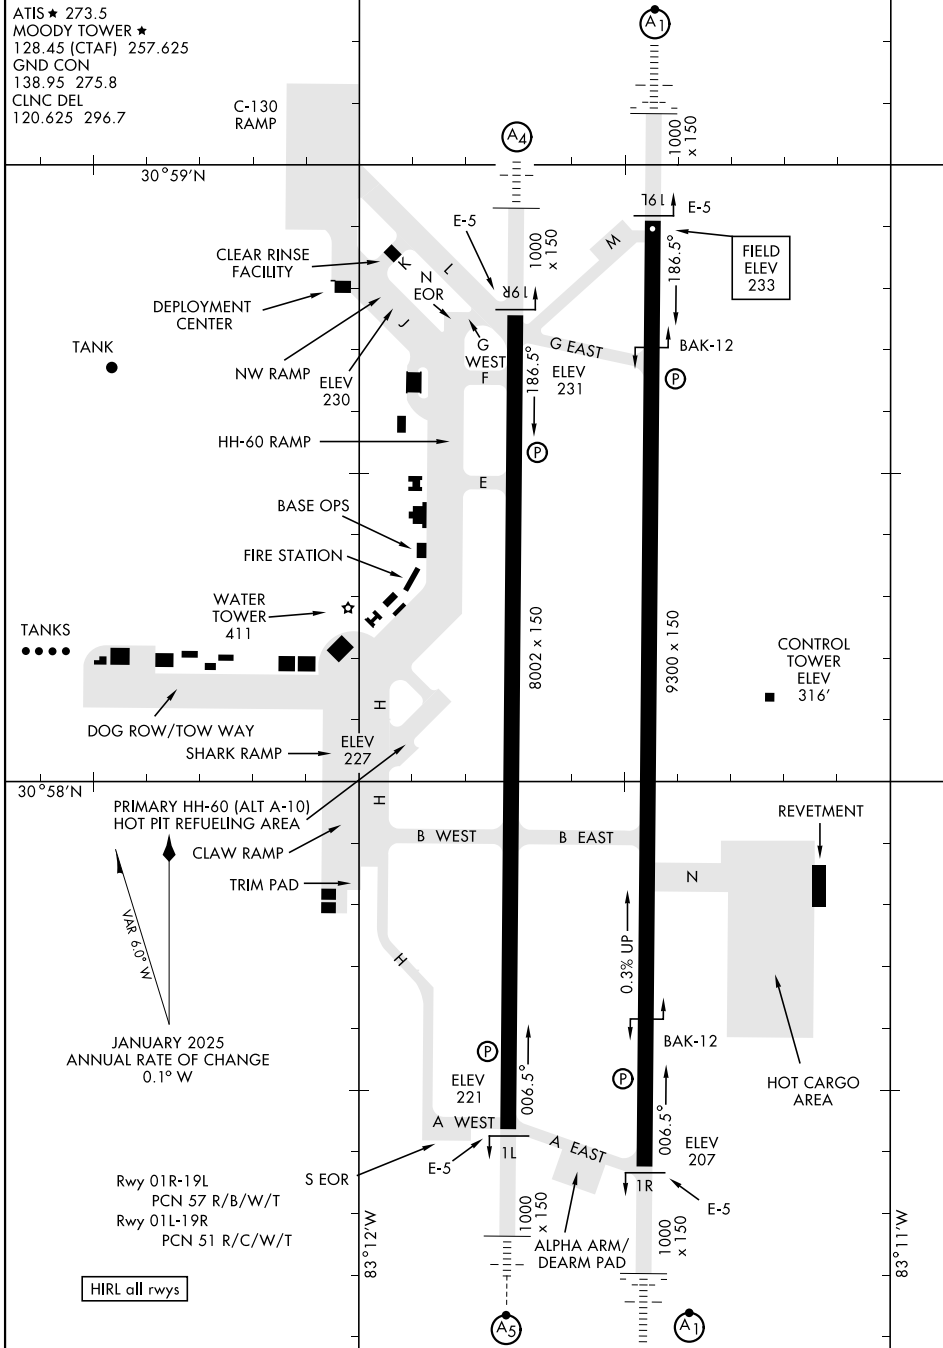 ATIS ★ 273.5
MOODY TOWER ★
128.45 (CTAF) 257.625
GND CON
138.95 275.8
CLNC DEL
120.625 296.7
A1
C-130
RAMP
A4
1000
x 150
30°59'N
19L
E-5
E-5
1000
x 150
M
FIELD
ELEV
233
CLEAR RINSE
FACILITY
K
L
N
EOR
186.5°
19R
DEPLOYMENT
CENTER
J
TANK
G
WEST
G EAST
BAK-12
NW RAMP
ELEV
230
F
186.5°
ELEV
231
P
HH-60 RAMP
P
E
BASE OPS
FIRE STATION
WATER
TOWER
411
TANKS
8002 x 150
9300 x 150
CONTROL
TOWER
ELEV
316'
H
DOG ROW/TOW WAY
SHARK RAMP
ELEV
227
30°58'N
PRIMARY HH-60 (ALT A-10)
HOT PIT REFUELING AREA
H
REVETMENT
B WEST
B EAST
CLAW RAMP
TRIM PAD
N
VAR 6.0° W
H
0.3% UP
JANUARY 2025
ANNUAL RATE OF CHANGE
0.1° W
BAK-12
P
P
HOT CARGO
AREA
ELEV
221
006.5°
006.5°
A WEST
A EAST
ELEV
207
1L
E-5
S EOR
1R
E-5
Rwy 01R-19L
PCN 57 R/B/W/T
Rwy 01L-19R
PCN 51 R/C/W/T
83°12'W
1000
x 150
ALPHA ARM/
DEARM PAD
1000
x 150
83°11'W
HIRL all rwys
A5
A1